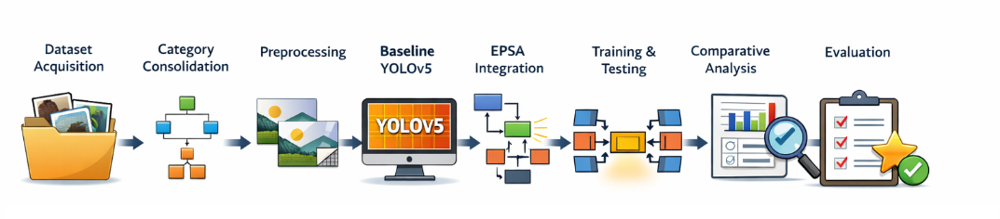 Dataset
Acquisition
Category
Consolidation
Preprocessing
Baseline
YOLOv5
EPSA
Integration
Training &
Testing
Comparative
Analysis
Evaluation
YOLOV5